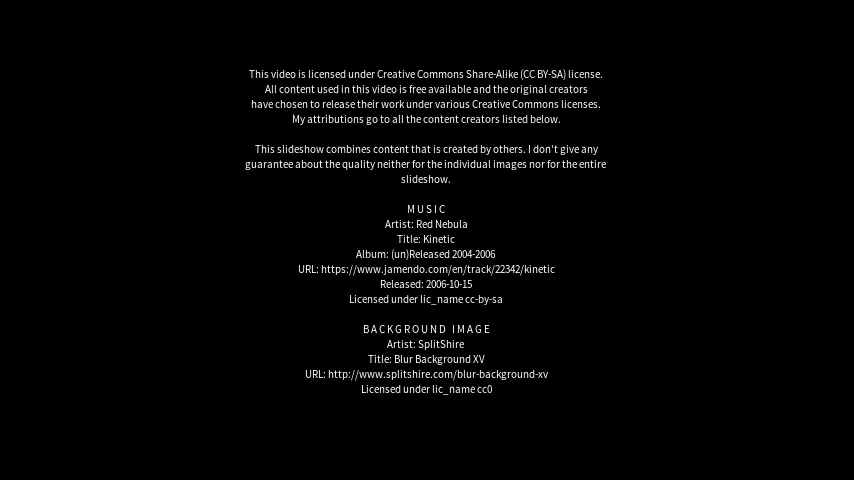 This video is licensed under Creative Commons Share-Alike (CC BY-SA) license.
All content used in this video is free available and the original creators
have chosen to release their work under various Creative Commons licenses.
My attributions go to all the content creators listed below.
This slideshow combines content that is created by others. I don't give any
guarantee about the quality neither for the individual images nor for the entire
slideshow.
MUSIC
Artist: Red Nebula
Title: Kinetic
Album: (un)Released 2004-2006
URL: https://www.jamendo.com/en/track/22342/kinetic
Released: 2006-10-15
Licensed under lic_name cc-by-sa
BACKGROUND IMAGE
Artist: SplitShire
Title: Blur Background XV
URL: http://www.splitshire.com/blur-background-xv
Licensed under lic_name cc0